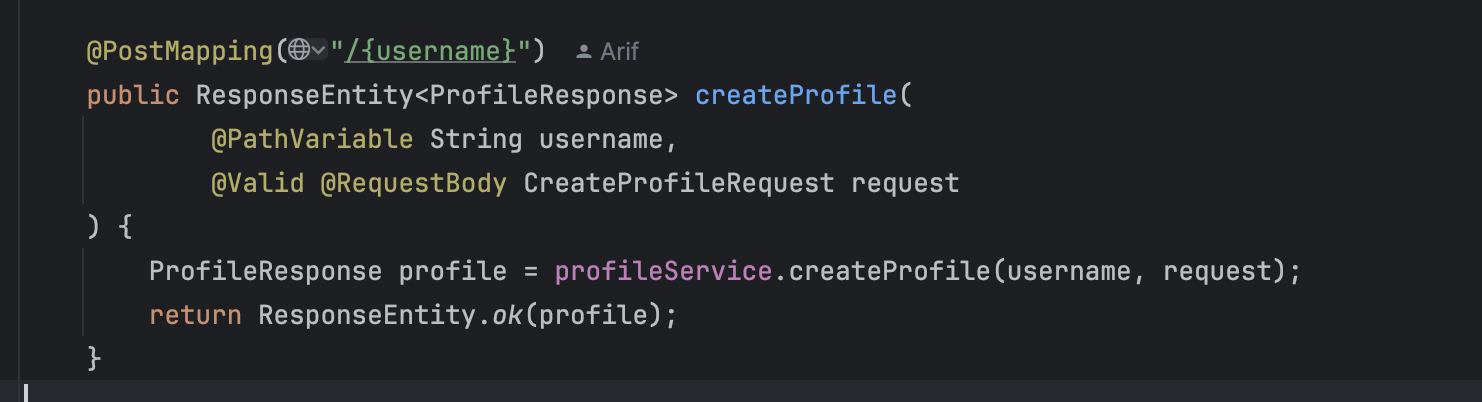 @PostMapping("/{username}") Arif
public ResponseEntity<ProfileResponse> createProfile(
@PathVariable String username,
@Valid @RequestBody CreateProfileRequest request
) {
ProfileResponse profile = profileService.createProfile(username, request);
return ResponseEntity.ok(profile);
}